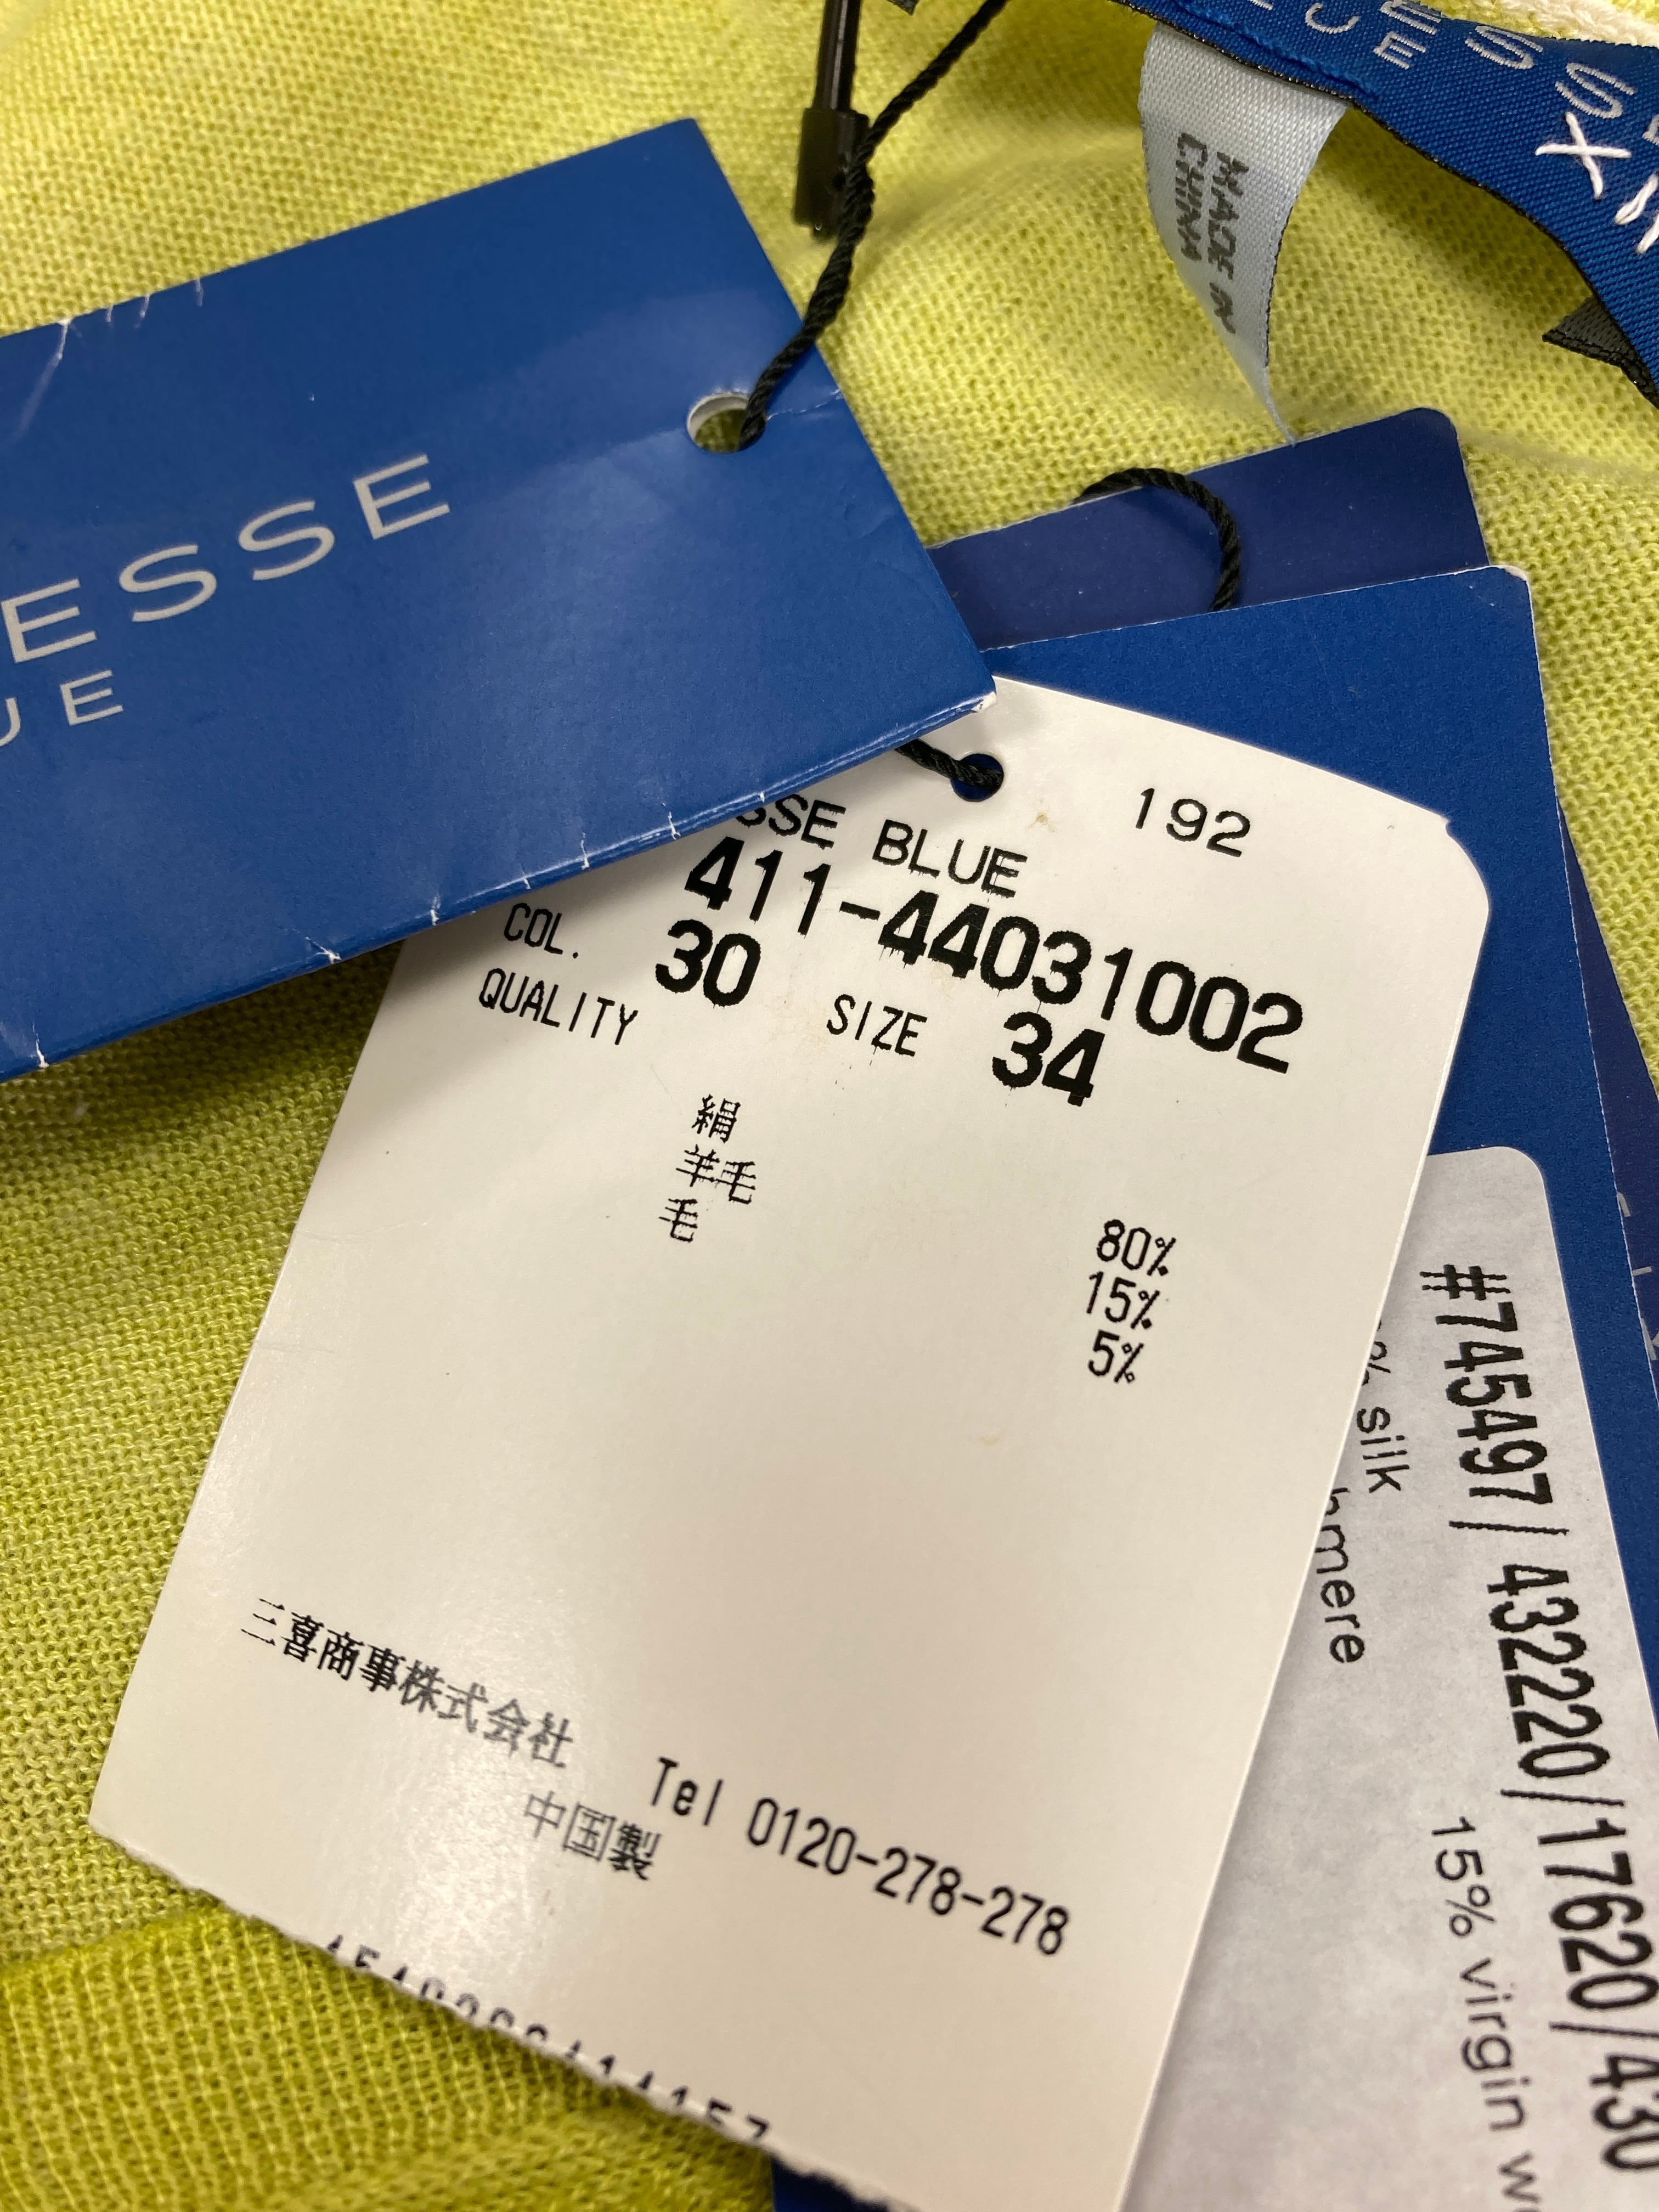 ESSE
UE
MADE IN
CHINA
192
SSE BLUE
411-44031002
COL. 30 SIZE 34
QUALITY
絹 80%
羊毛 15%
毛 5%
三喜商事株式会社
Tel 0120-278-278
中国製
#745497/ 432220/17620/430
% silk
hmere
15% virgin w